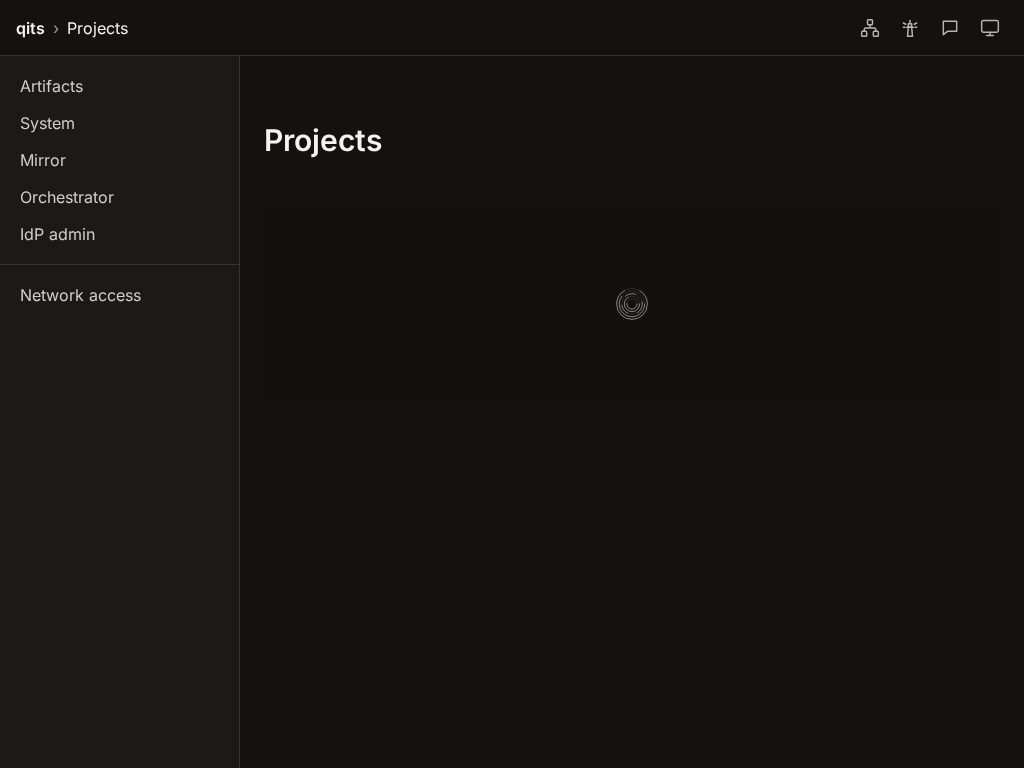 qits › Projects
Artifacts
System
Mirror
Orchestrator
IdP admin
Network access
Projects